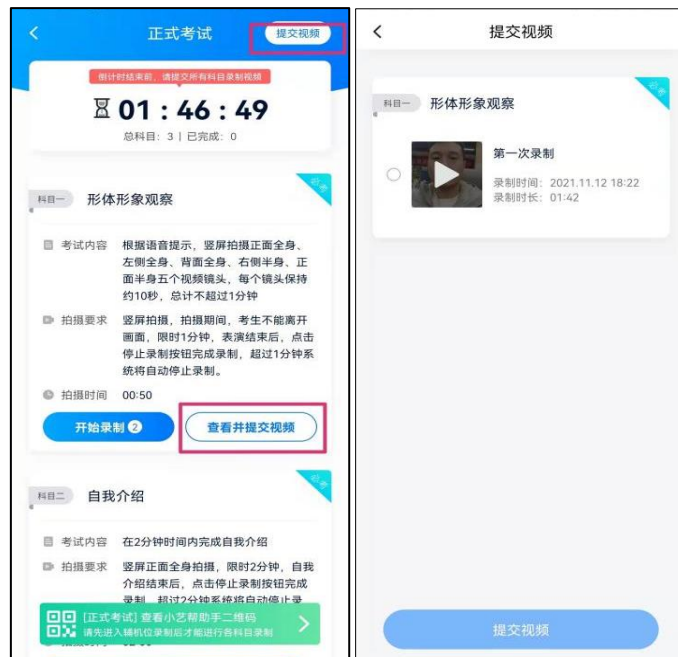 正式考试
提交视频
倒计时结束前，请提交所有科目录制视频
01：46：49
总科目：3 | 已完成：0
必考
科目一 形体形象观察
考试内容 根据语音提示，竖屏拍摄正面全身、
左侧全身、背面全身、右侧半身、正
面半身五个视频镜头，每个镜头保持
约10秒，总计不超过1分钟
拍摄要求 竖屏拍摄，拍摄期间，考生不能离开
画面，限时1分钟，表演结束后，点击
停止录制按钮完成录制，超过1分钟系
统将自动停止录制。
拍摄时间 00:50
开始录制 2
查看并提交视频
必考
科目二 自我介绍
考试内容 在2分钟时间内完成自我介绍
拍摄要求 竖屏正面全身拍摄，限时2分钟，自我
介绍结束后，点击停止录制按钮完成
录制，超过2分钟系统将自动停止录
[正式考试] 查看小艺帮助手二维码
请先进入辅机位录制后才能进行各科目录制
提交视频
必考
科目一 形体形象观察
第一次录制
录制时间：2021.11.12 18:22
录制时长：01:42
提交视频